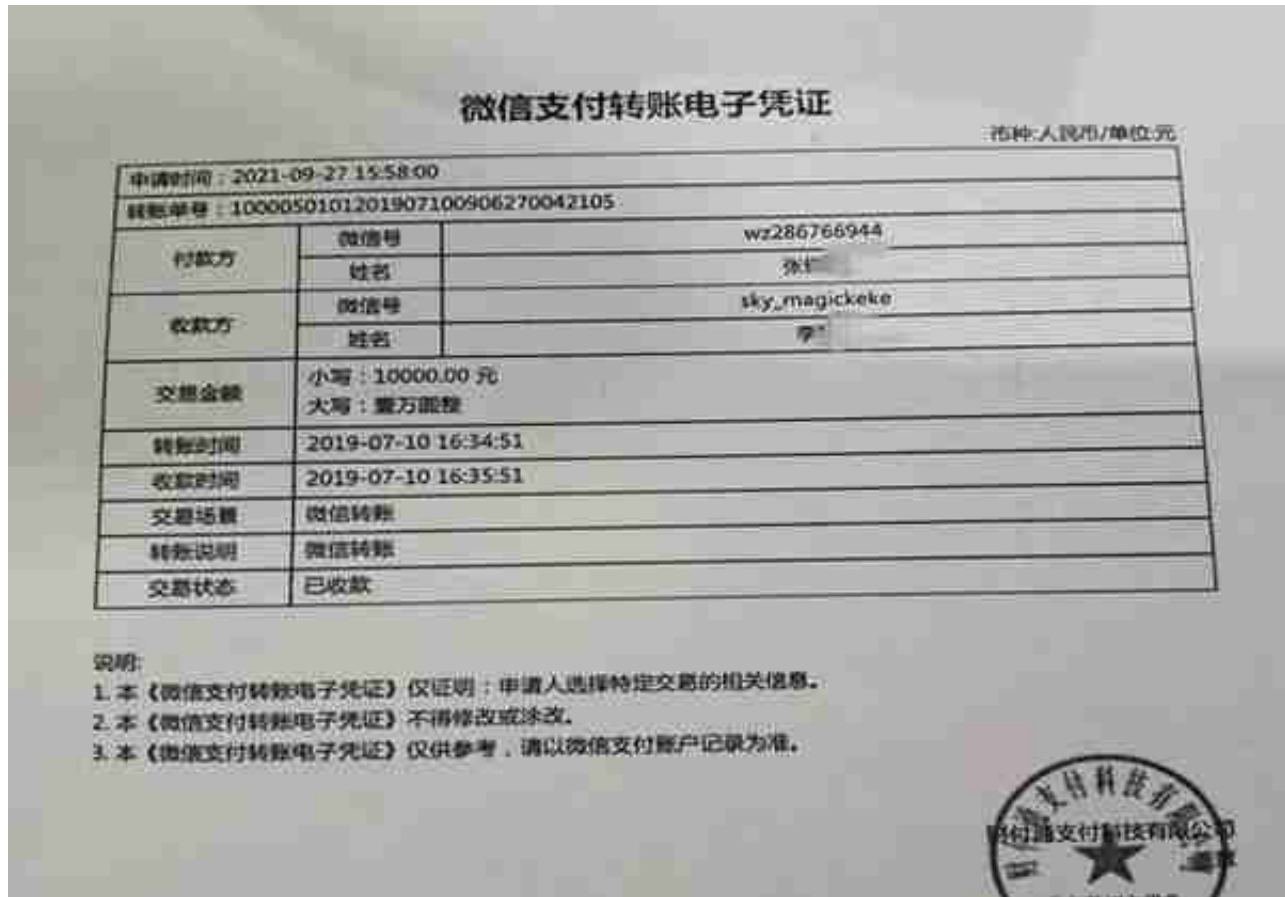 微信支付转账电子凭证
币种:人民币/单位:元
申请时间：2021-09-27 15:58:00
转账单号：1000050101201907100906270042105
付款方 微信号 wz286766944
姓名 张
收款方 微信号 sky_magickeke
姓名 李
交易金额 小写：10000.00 元
大写：壹万圆整
转账时间 2019-07-10 16:34:51
收款时间 2019-07-10 16:35:51
交易场景 微信转账
转账说明 微信转账
交易状态 已收款
说明:
1. 本《微信支付转账电子凭证》仅证明：申请人选择特定交易的相关信息。
2. 本《微信支付转账电子凭证》不得修改或涂改。
3. 本《微信支付转账电子凭证》仅供参考，请以微信支付账户记录为准。
财付通支付科技有限公司